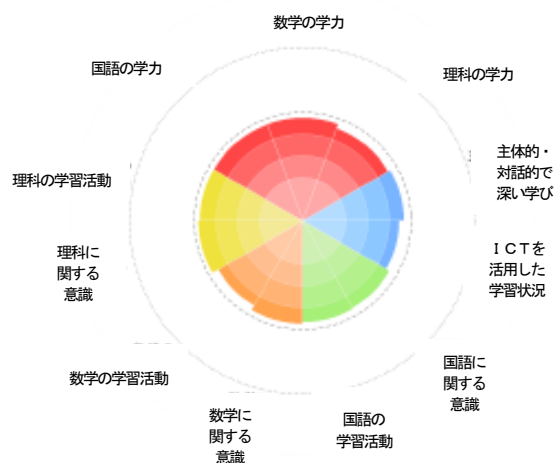 数学の学力
理科の学力
主体的・
対話的で
深い学び
ＩＣＴを
活用した
学習状況
国語に
関する
意識
国語の
学習活動
数学に
関する
意識
数学の学習活動
理科に
関する
意識
理科の学習活動
国語の学力